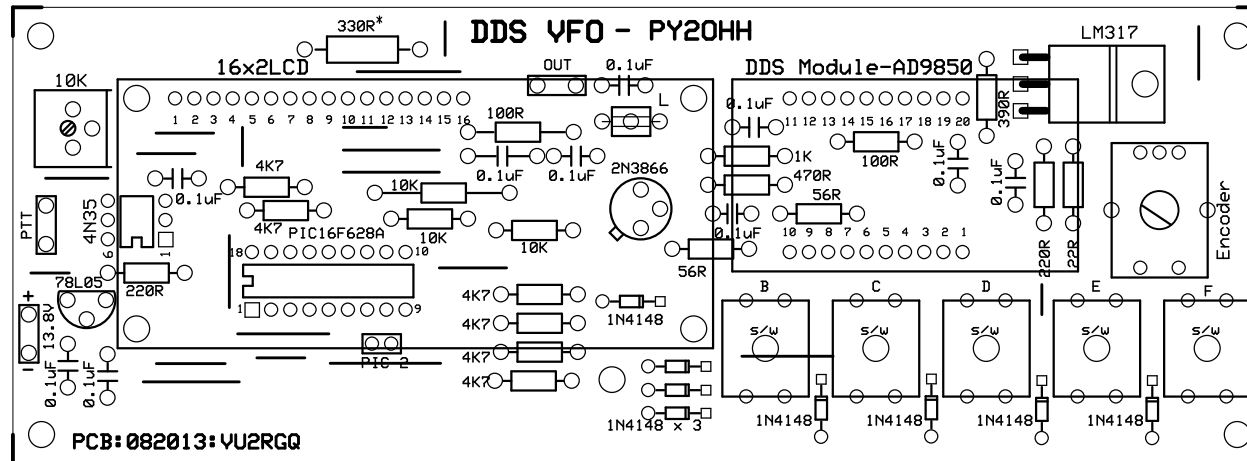 330R*
DDS VFO - PY2OHH
LM317
10K
16x2LCD
OUT
0.1uF
DDS Module-AD9850
390R
L
0.1uF
1 2 3 4 5 6 7 8 9 10 11 12 13 14 15 16
100R
11 12 13 14 15 16 17 18 19 20
4K7
0.1uF
0.1uF
2N3866
1K
100R
0.1uF
0.1uF
0.1uF
10K
470R
4N35
PTT
4K7
PIC16F628A
10K
10K
56R
0.1uF
Encoder
6
1
18
10
10 9 8 7 6 5 4 3 2 1
56R
220R
22R
78L05
220R
4K7
B
C
D
E
F
+
13.8V
-
1
9
1N4148
4K7
s/w
s/w
s/w
s/w
s/w
PIC 2
4K7
4K7
0.1uF
0.1uF
1N4148 x 3
1N4148
1N4148
1N4148
1N4148
PCB:082013:VU2RGQ